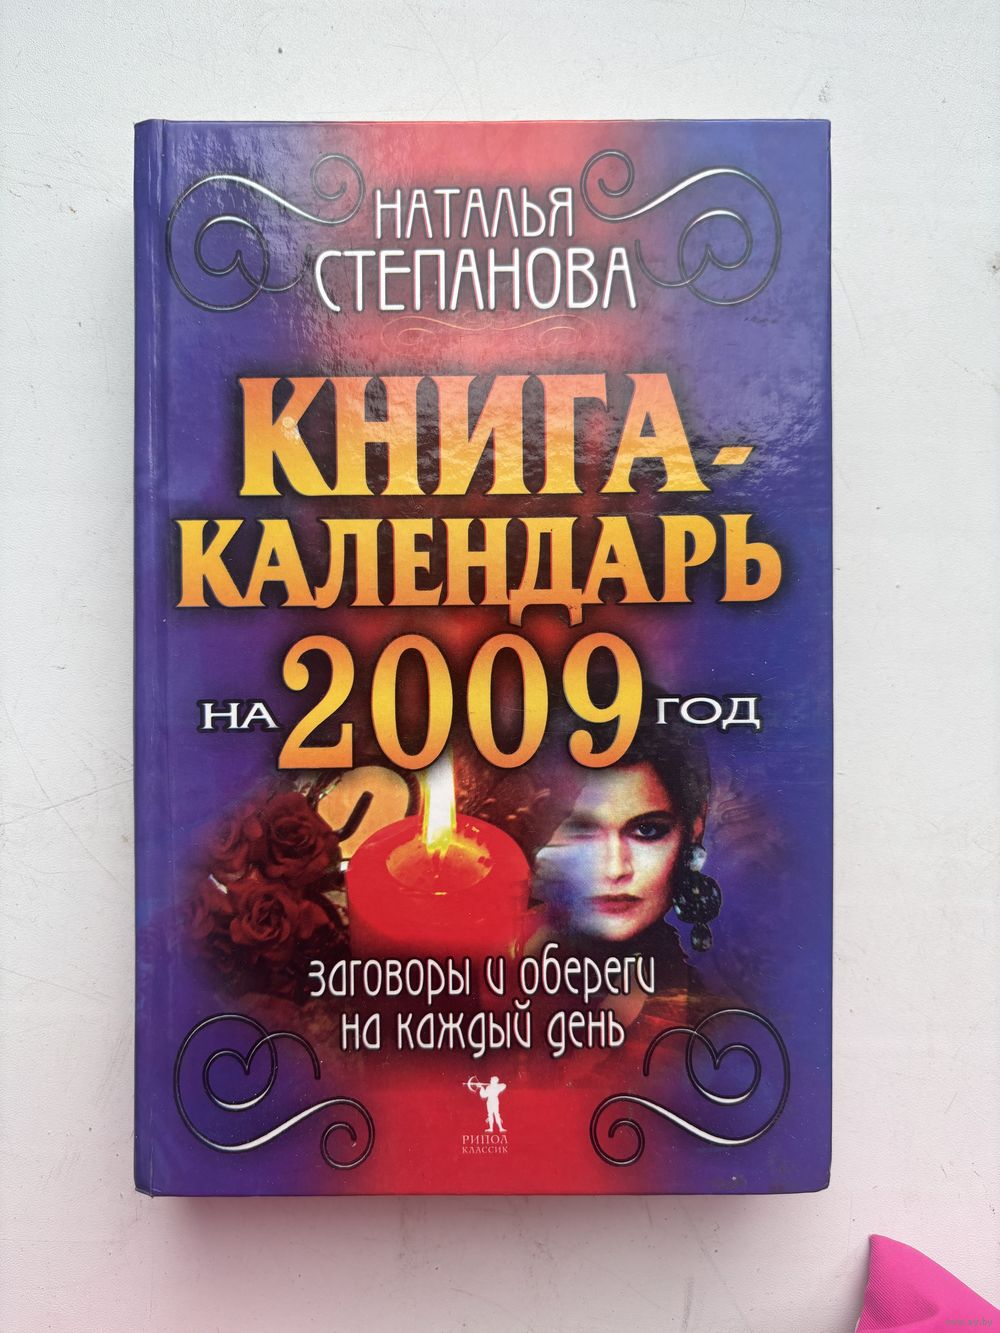 НАТАЛЬЯ
СТЕПАНОВА
КНИГА-
КАЛЕНДАРЬ
НА 2009 ГОД
заговоры и обереги
на каждый день
РИПОЛ
КЛАССИК